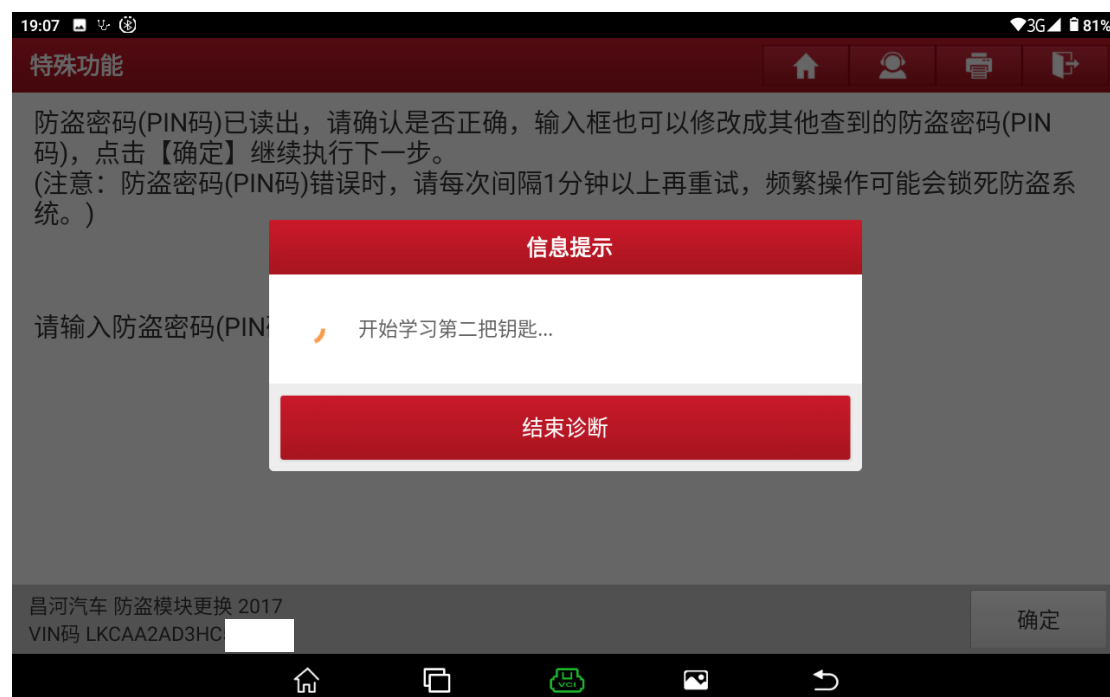 19:07 3G 81%
特殊功能
防盗密码(PIN码)已读出，请确认是否正确，输入框也可以修改成其他查到的防盗密码(PIN
码)，点击【确定】继续执行下一步。
(注意：防盗密码(PIN码)错误时，请每次间隔1分钟以上再重试，频繁操作可能会锁死防盗系
统。)
信息提示
请输入防盗密码(PIN
开始学习第二把钥匙...
结束诊断
昌河汽车 防盗模块更换 2017
VIN码 LKCAA2AD3HC
确定
VCI